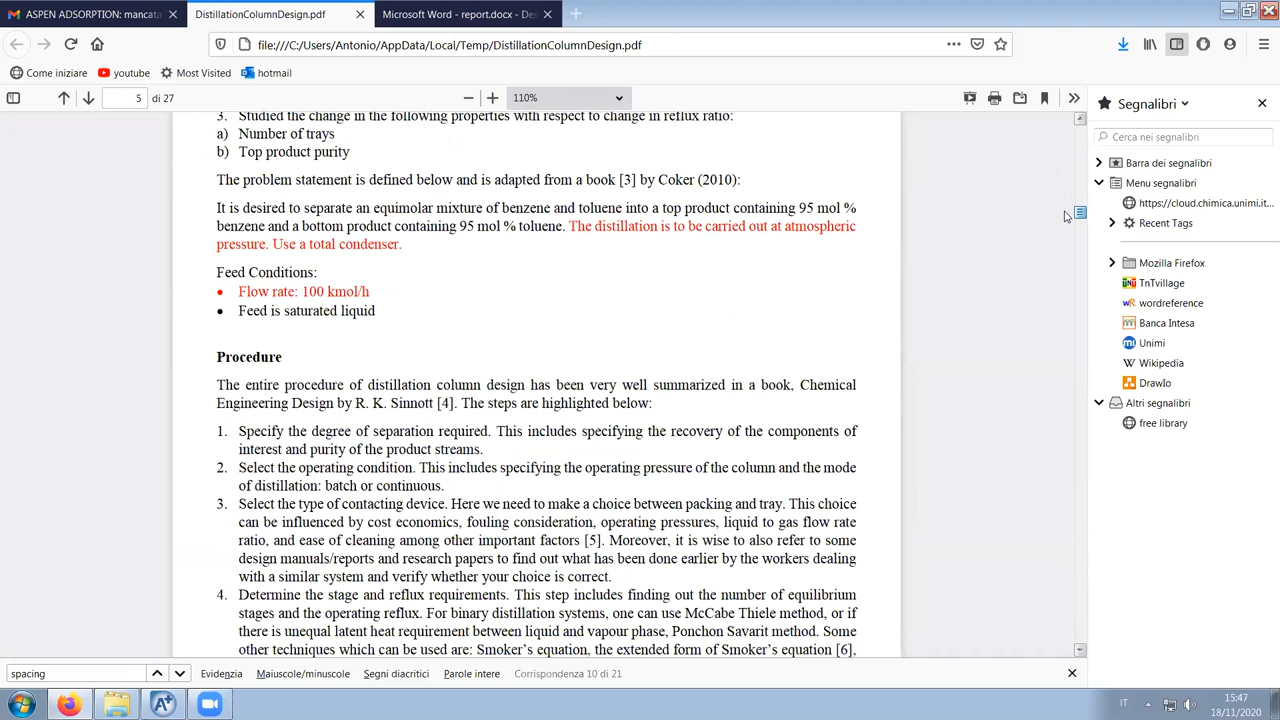 ASPEN ADSORPTION: mancata
DistillationColumnDesign.pdf
Microsoft Word - report.docx - De
file:///C:/Users/Antonio/AppData/Local/Temp/DistillationColumnDesign.pdf
Come iniziare
youtube
Most Visited
hotmail
5 di 27
110%
Segnalibri
Cerca nei segnalibri
Barra dei segnalibri
Menu segnalibri
https://cloud.chimica.unimi.it...
Recent Tags
Mozilla Firefox
TnTvillage
wordreference
Banca Intesa
Unimi
Wikipedia
DrawIo
Altri segnalibri
free library
3. Studied the change in the following properties with respect to change in reflux ratio:
a) Number of trays
b) Top product purity
The problem statement is defined below and is adapted from a book [3] by Coker (2010):
It is desired to separate an equimolar mixture of benzene and toluene into a top product containing 95 mol %
benzene and a bottom product containing 95 mol % toluene. The distillation is to be carried out at atmospheric
pressure. Use a total condenser.
Feed Conditions:
• Flow rate: 100 kmol/h
• Feed is saturated liquid
Procedure
The entire procedure of distillation column design has been very well summarized in a book, Chemical
Engineering Design by R. K. Sinnott [4]. The steps are highlighted below:
1. Specify the degree of separation required. This includes specifying the recovery of the components of
interest and purity of the product streams.
2. Select the operating condition. This includes specifying the operating pressure of the column and the mode
of distillation: batch or continuous.
3. Select the type of contacting device. Here we need to make a choice between packing and tray. This choice
can be influenced by cost economics, fouling consideration, operating pressures, liquid to gas flow rate
ratio, and ease of cleaning among other important factors [5]. Moreover, it is wise to also refer to some
design manuals/reports and research papers to find out what has been done earlier by the workers dealing
with a similar system and verify whether your choice is correct.
4. Determine the stage and reflux requirements. This step includes finding out the number of equilibrium
stages and the operating reflux. For binary distillation systems, one can use McCabe Thiele method, or if
there is unequal latent heat requirement between liquid and vapour phase, Ponchon Savarit method. Some
other techniques which can be used are: Smoker's equation, the extended form of Smoker's equation [6],
spacing
Evidenzia
Maiuscole/minuscole
Segni diacritici
Parole intere
Corrispondenza 10 di 21
IT
15:47
18/11/2020